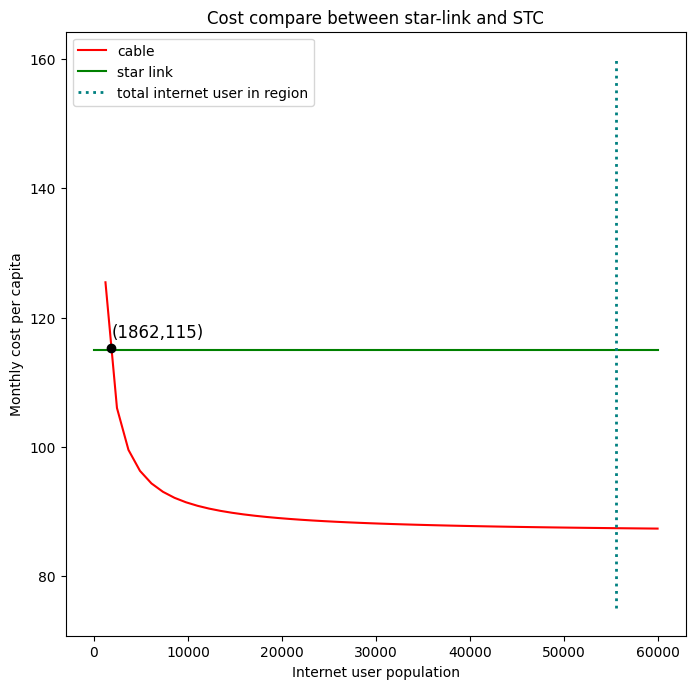 Cost compare between star-link and STC
cable
star link
total internet user in region
160
140
120
100
80
Monthly cost per capita
(1862,115)
0
10000
20000
30000
40000
50000
60000
Internet user population